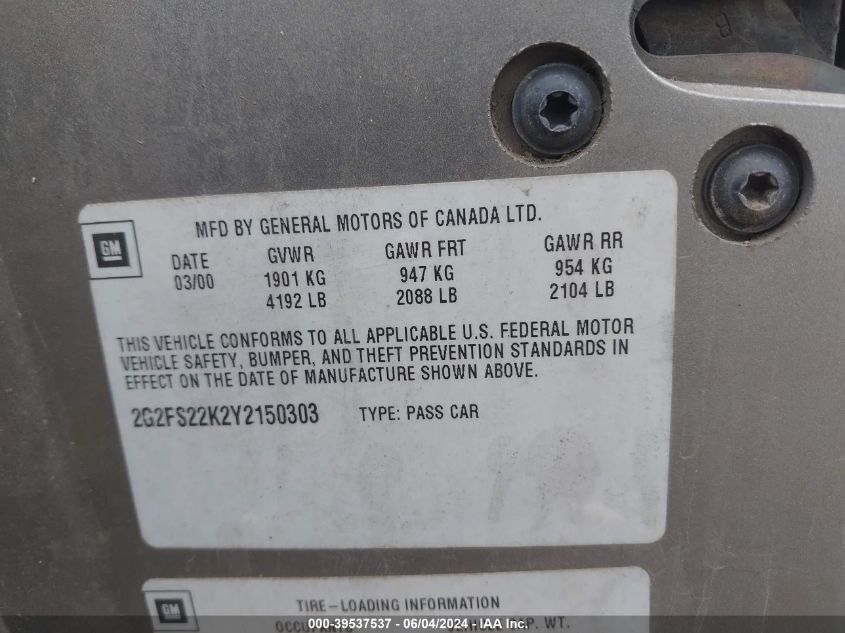 MFD BY GENERAL MOTORS OF CANADA LTD.
GM
DATE GVWR GAWR FRT GAWR RR
03/00 1901 KG 947 KG 954 KG
4192 LB 2088 LB 2104 LB
THIS VEHICLE CONFORMS TO ALL APPLICABLE U.S. FEDERAL MOTOR
VEHICLE SAFETY, BUMPER, AND THEFT PREVENTION STANDARDS IN
EFFECT ON THE DATE OF MANUFACTURE SHOWN ABOVE.
2G2FS22K2Y2150303 TYPE: PASS CAR
GM
TIRE-LOADING INFORMATION
OCCUPANTS WT.
000-39537537 - 06/04/2024 - IAA Inc.